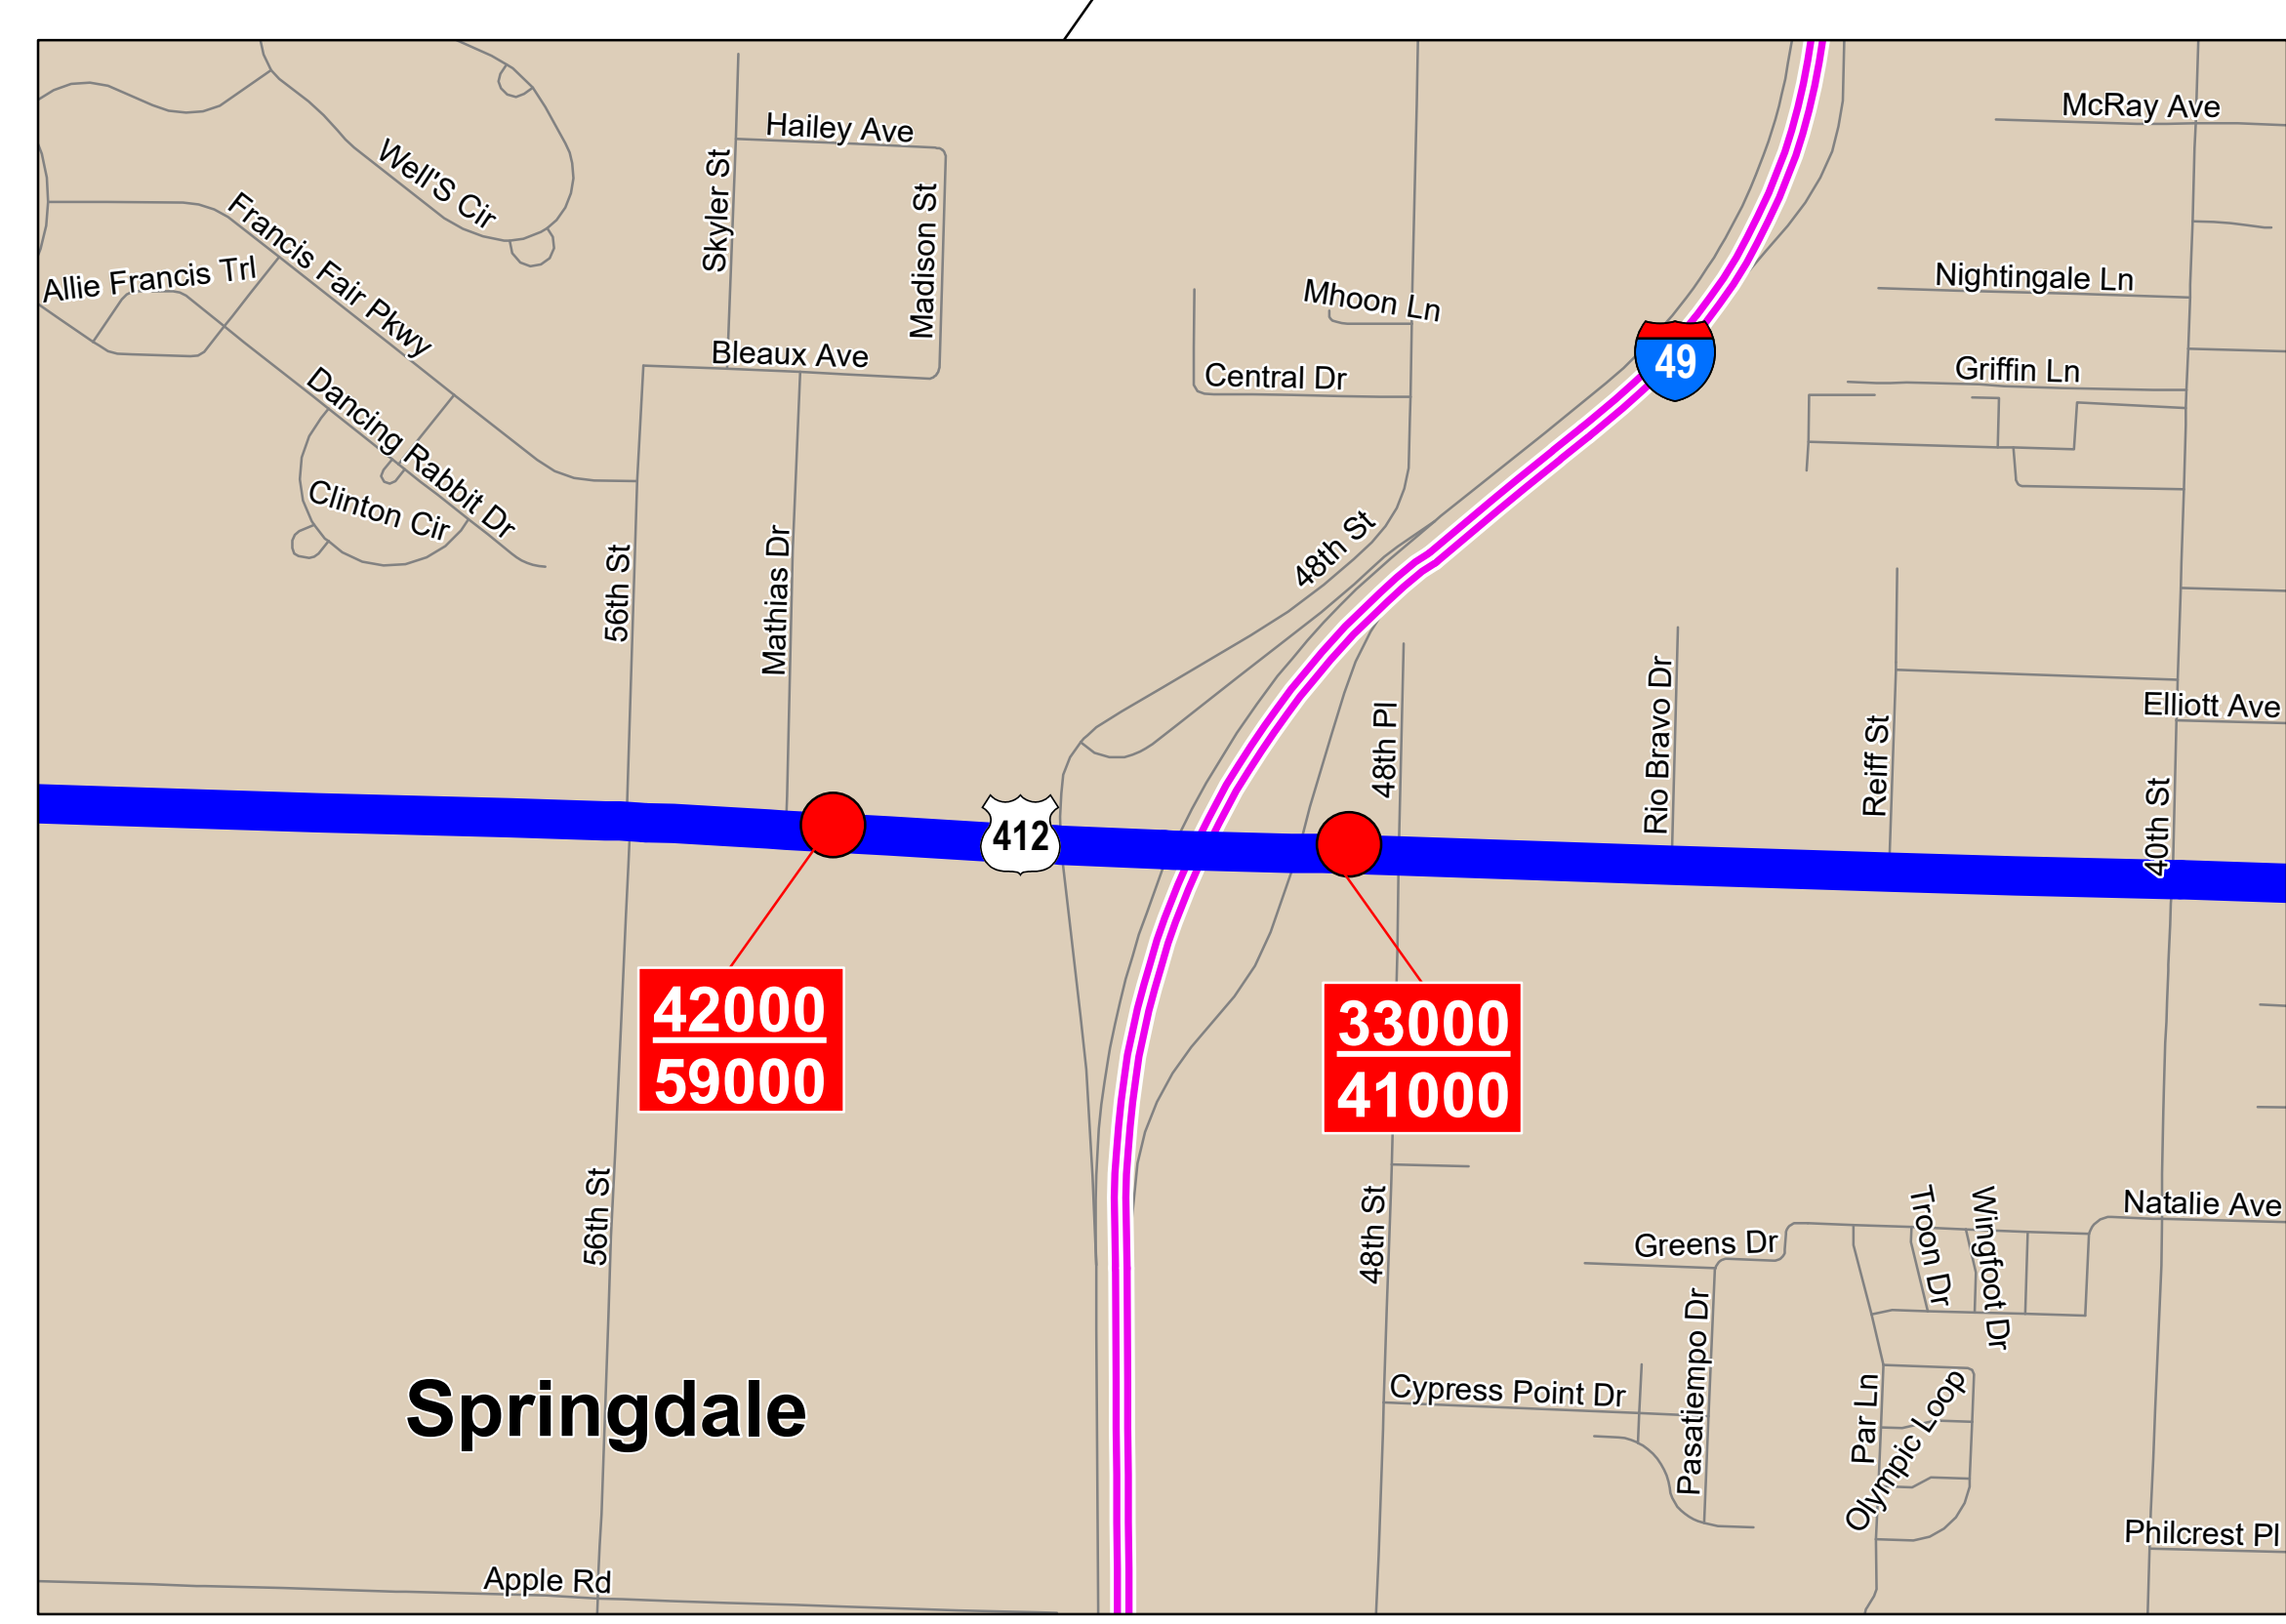 McRay Ave
Hailey Ave
Well'S Cir
Skyler St
Madison St
Francis Fair Pkwy
Allie Francis Trl
Nightingale Ln
Mhoon Ln
49
Bleaux Ave
Central Dr
Griffin Ln
Dancing Rabbit Dr
Clinton Cir
48th St
56th St
Mathias Dr
48th Pl
Rio Bravo Dr
Reiff St
Elliott Ave
40th St
412
42000
59000
33000
41000
56th St
48th St
Natalie Ave
Greens Dr
Troon Dr
Wingfoot Dr
Pasatiempo Dr
Cypress Point Dr
Par Ln
Olympic Loop
Springdale
Philcrest Pl
Apple Rd